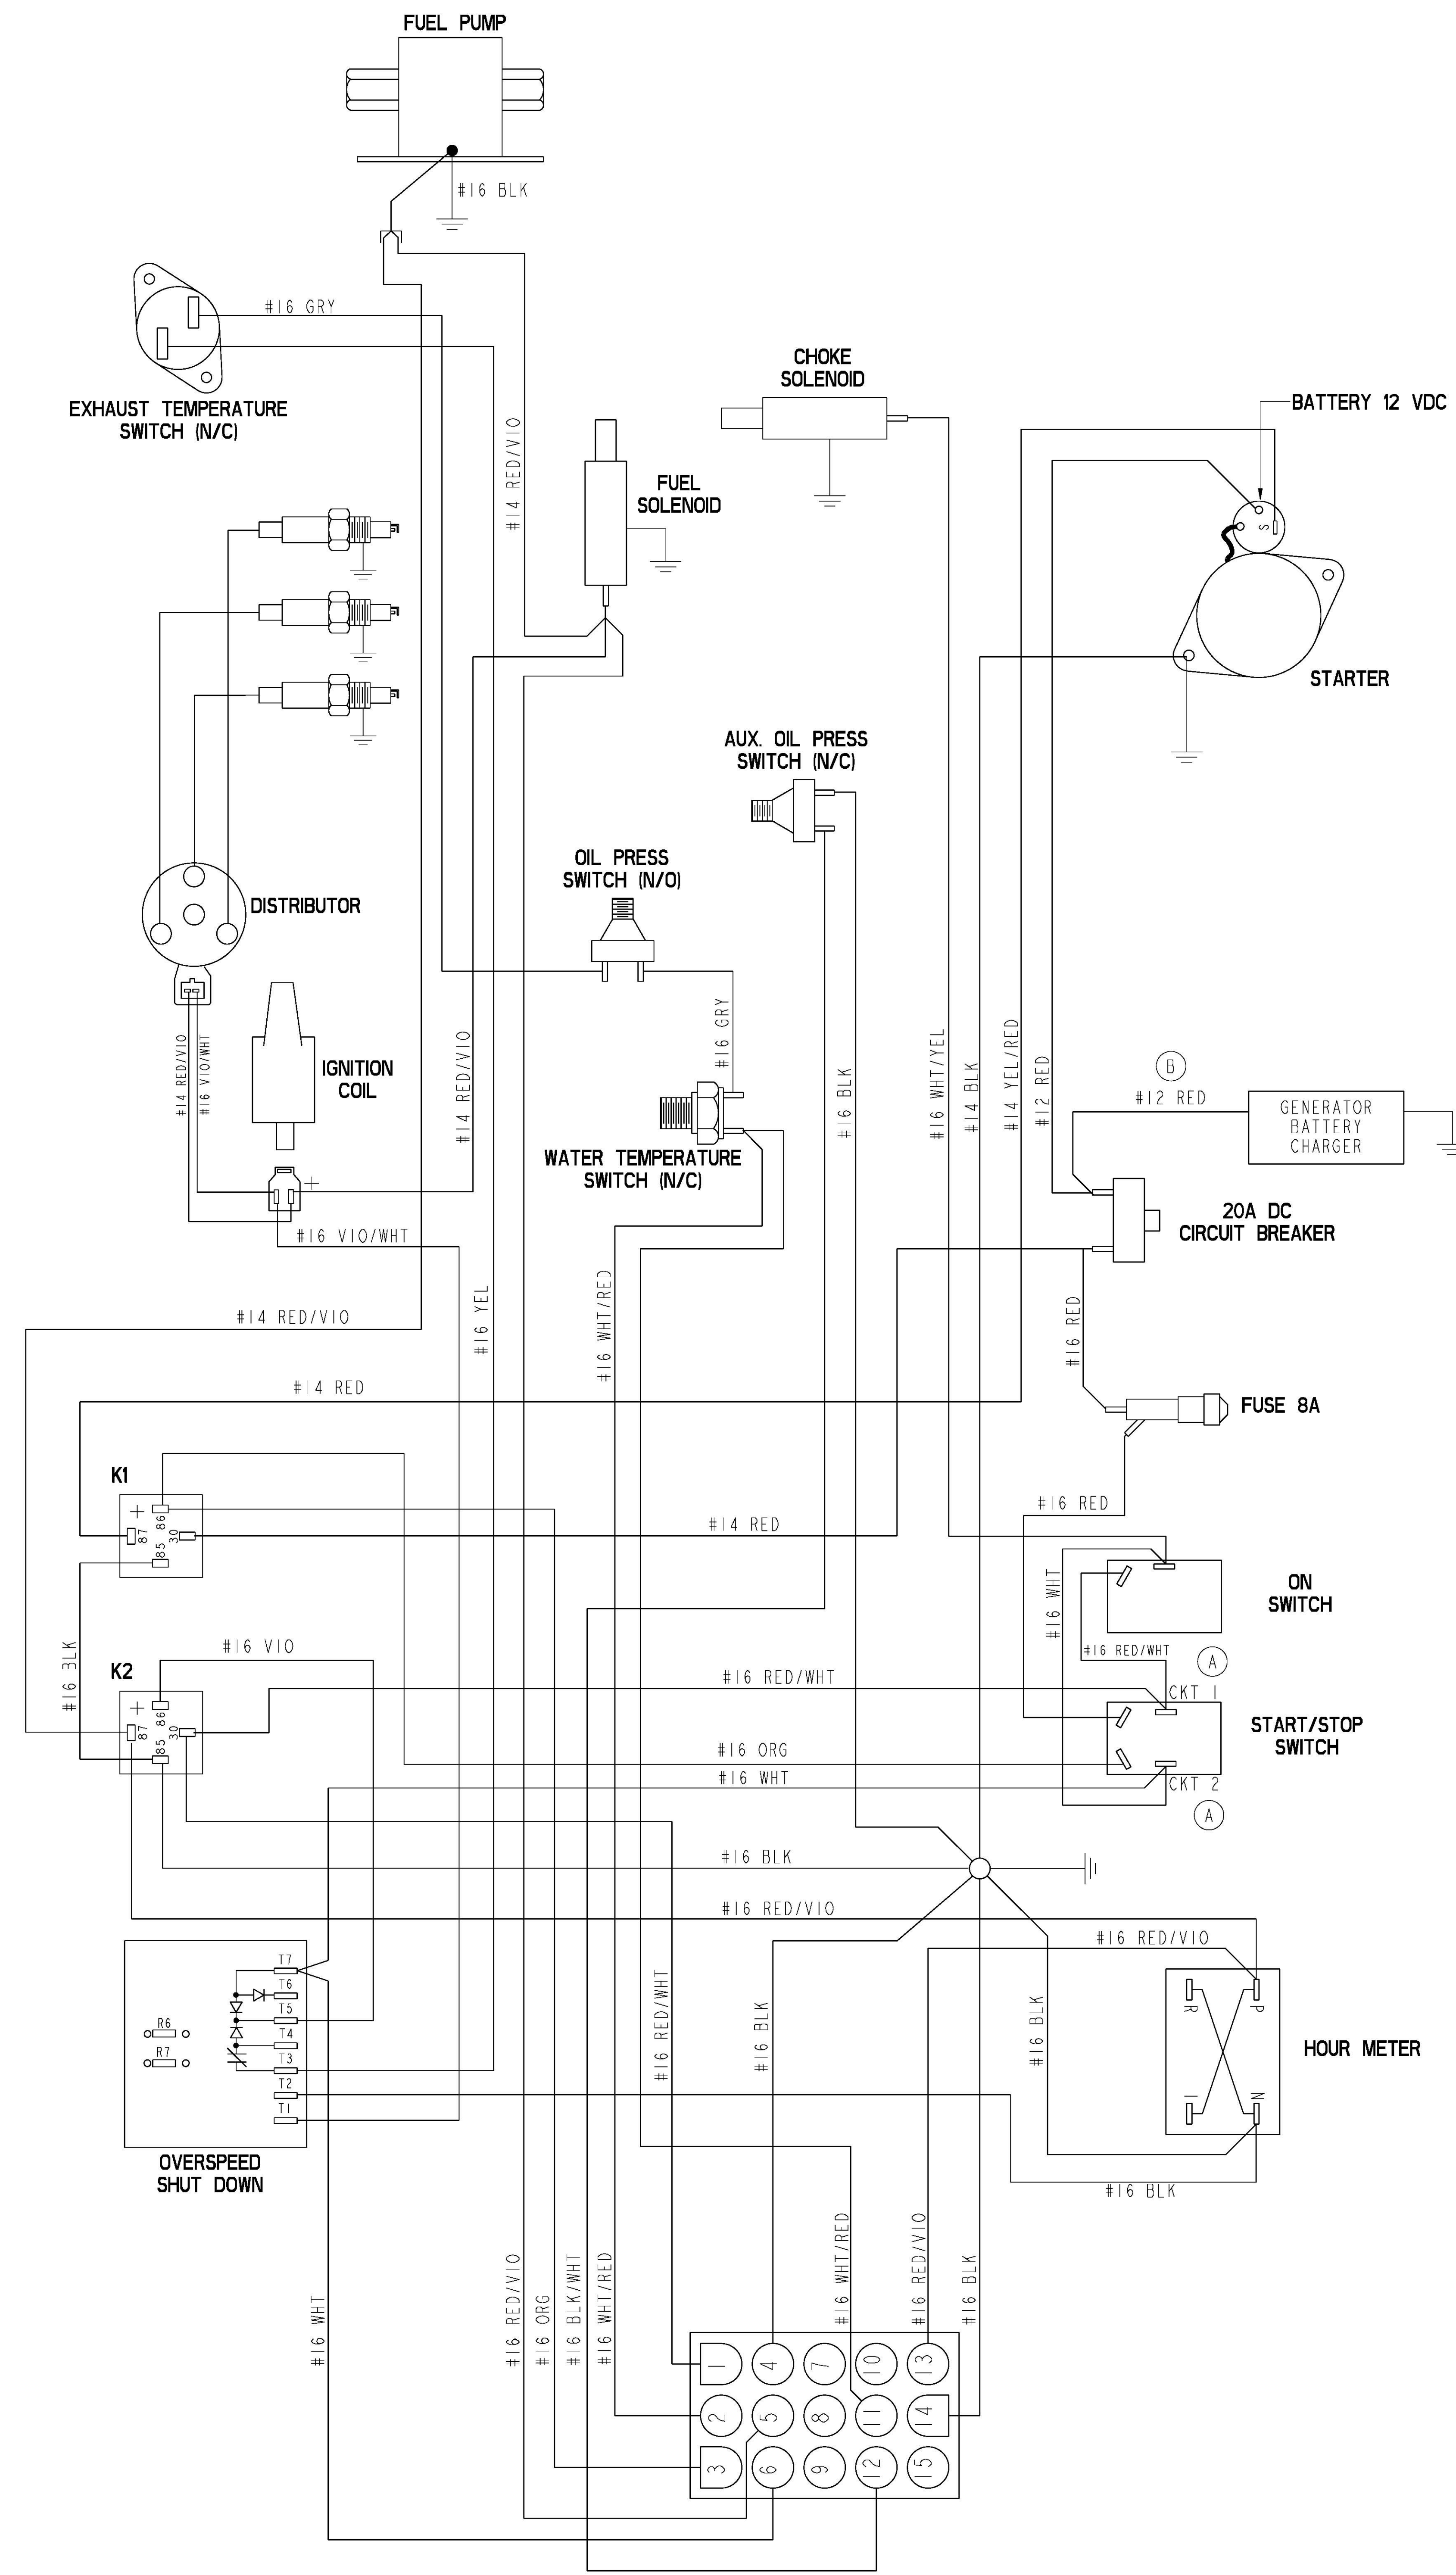 FUEL PUMP
#16 BLK
#16 GRY
EXHAUST TEMPERATURE
SWITCH (N/C)
CHOKE
SOLENOID
BATTERY 12 VDC
#14 RED/VIO
FUEL
SOLENOID
S
STARTER
AUX. OIL PRESS
SWITCH (N/C)
OIL PRESS
SWITCH (N/O)
DISTRIBUTOR
#14 RED/VIO
#16 VIO/WHT
IGNITION
COIL
#14 RED/VIO
#16 GRY
#16 BLK
#16 WHT/YEL
#14 BLK
#14 YEL/RED
#12 RED
B
#12 RED
GENERATOR
BATTERY
CHARGER
WATER TEMPERATURE
SWITCH (N/C)
+
20A DC
CIRCUIT BREAKER
#16 VIO/WHT
#14 RED/VIO
#16 YEL
#16 WHT/RED
#16 RED
#14 RED
FUSE 8A
K1
+
86
87
30
85
#14 RED
#16 RED
ON
SWITCH
#16 WHT
#16 RED/WHT
A
#16 BLK
#16 VIO
K2
+
86
87
30
85
#16 RED/WHT
CKT 1
START/STOP
SWITCH
#16 ORG
#16 WHT
CKT 2
A
#16 BLK
#16 RED/VIO
#16 RED/VIO
T7
T6
T5
T4
T3
T2
T1
R6
R7
OVERSPEED
SHUT DOWN
#16 RED/WHT
#16 BLK
#16 BLK
R
P
I
N
HOUR METER
#16 BLK
#16 WHT
#16 RED/VIO
#16 ORG
#16 BLK/WHT
#16 WHT/RED
#16 WHT/RED
#16 RED/VIO
#16 BLK
1
4
7
10
13
2
5
8
11
14
3
6
9
12
15